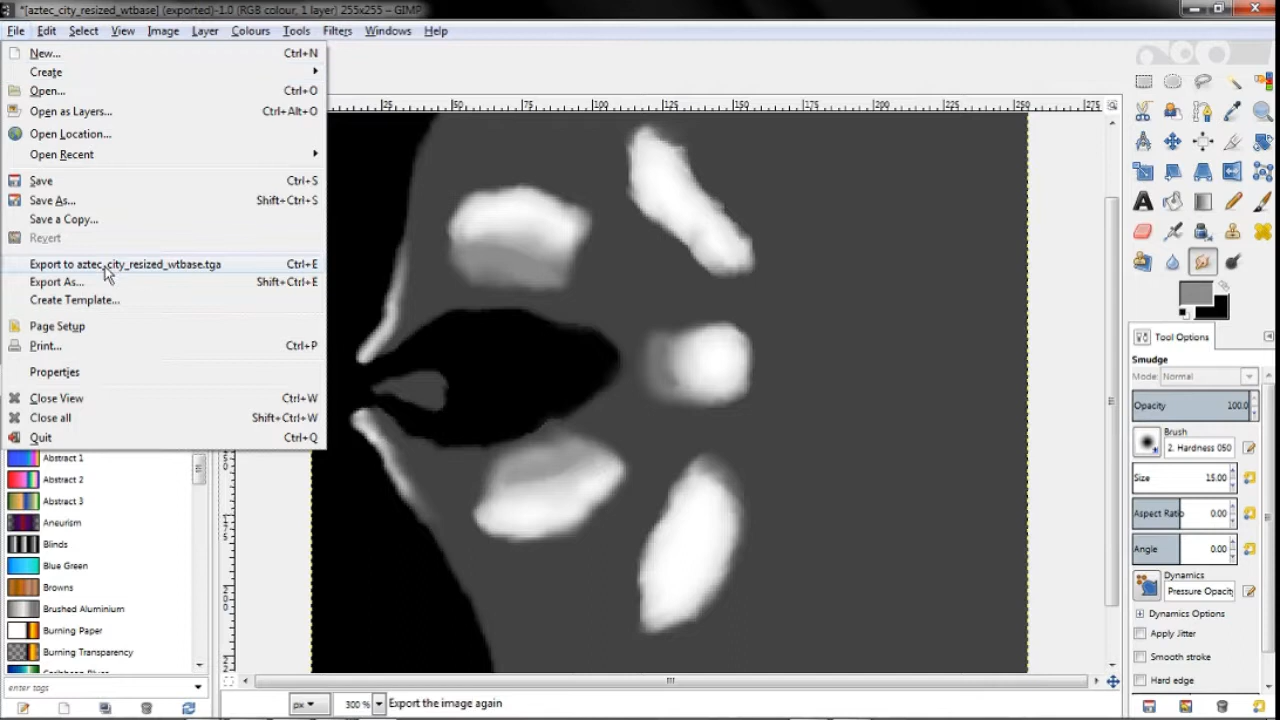 *[aztec_city_resized_wtbase] (exported)-1.0 (RGB colour, 1 layer) 255x255 – GIMP
File Edit Select View Image Layer Colours Tools Filters Windows Help
New... Ctrl+N
Create
Open... Ctrl+O
Open as Layers... Ctrl+Alt+O
Open Location...
Open Recent
Save Ctrl+S
Save As... Shift+Ctrl+S
Save a Copy...
Revert
Export to aztec_city_resized_wtbase.tga Ctrl+E
Export As... Shift+Ctrl+E
Create Template...
Page Setup
Print... Ctrl+P
Properties
Close View Ctrl+W
Close all Shift+Ctrl+W
Quit Ctrl+Q
25 50 75 100 125 150 175 200 225 250 275
Abstract 1
Abstract 2
Abstract 3
Aneurism
Blinds
Blue Green
Browns
Brushed Aluminium
Burning Paper
Burning Transparency
enter tags
175
200
px 300 % Export the image again
Tool Options
Smudge
Mode: Normal
Opacity 100.0
Brush
2. Hardness 050
Size 15.00
Aspect Ratio 0.00
Angle 0.00
Dynamics
Pressure Opacity
Dynamics Options
Apply Jitter
Smooth stroke
Hard edge